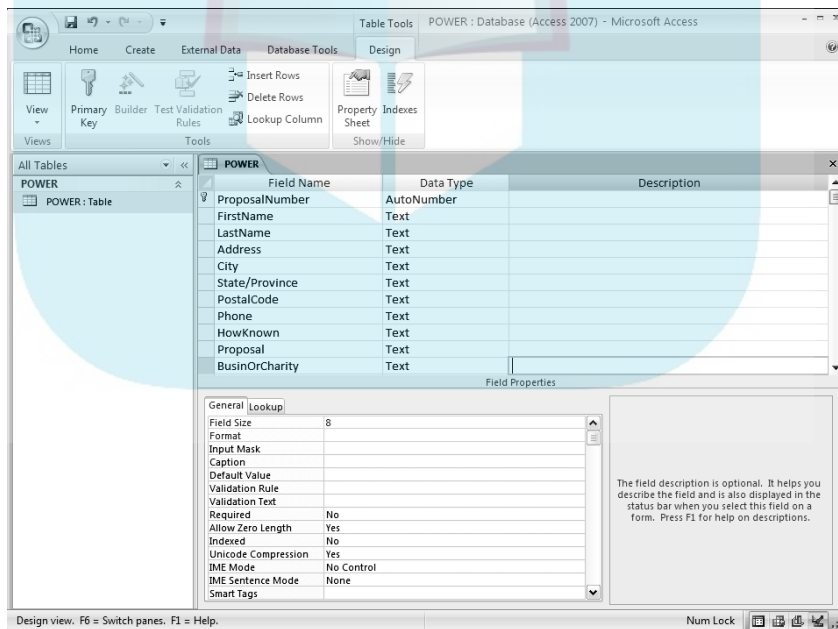 Table Tools POWER : Database (Access 2007) - Microsoft Access
Home Create External Data Database Tools Design
View
Primary Key
Builder
Test Validation Rules
Insert Rows
Delete Rows
Lookup Column
Property Sheet
Indexes
Views Tools Show/Hide
All Tables
POWER
POWER : Table
POWER
Field Name Data Type Description
ProposalNumber AutoNumber
FirstName Text
LastName Text
Address Text
City Text
State/Province Text
PostalCode Text
Phone Text
HowKnown Text
Proposal Text
BusinOrCharity Text
Field Properties
General Lookup
Field Size 8
Format
Input Mask
Caption
Default Value
Validation Rule
Validation Text
Required No
Allow Zero Length Yes
Indexed No
Unicode Compression Yes
IME Mode No Control
IME Sentence Mode None
Smart Tags
The field description is optional. It helps you
describe the field and is also displayed in the
status bar when you select this field on a
form. Press F1 for help on descriptions.
Design view. F6 = Switch panes. F1 = Help. Num Lock